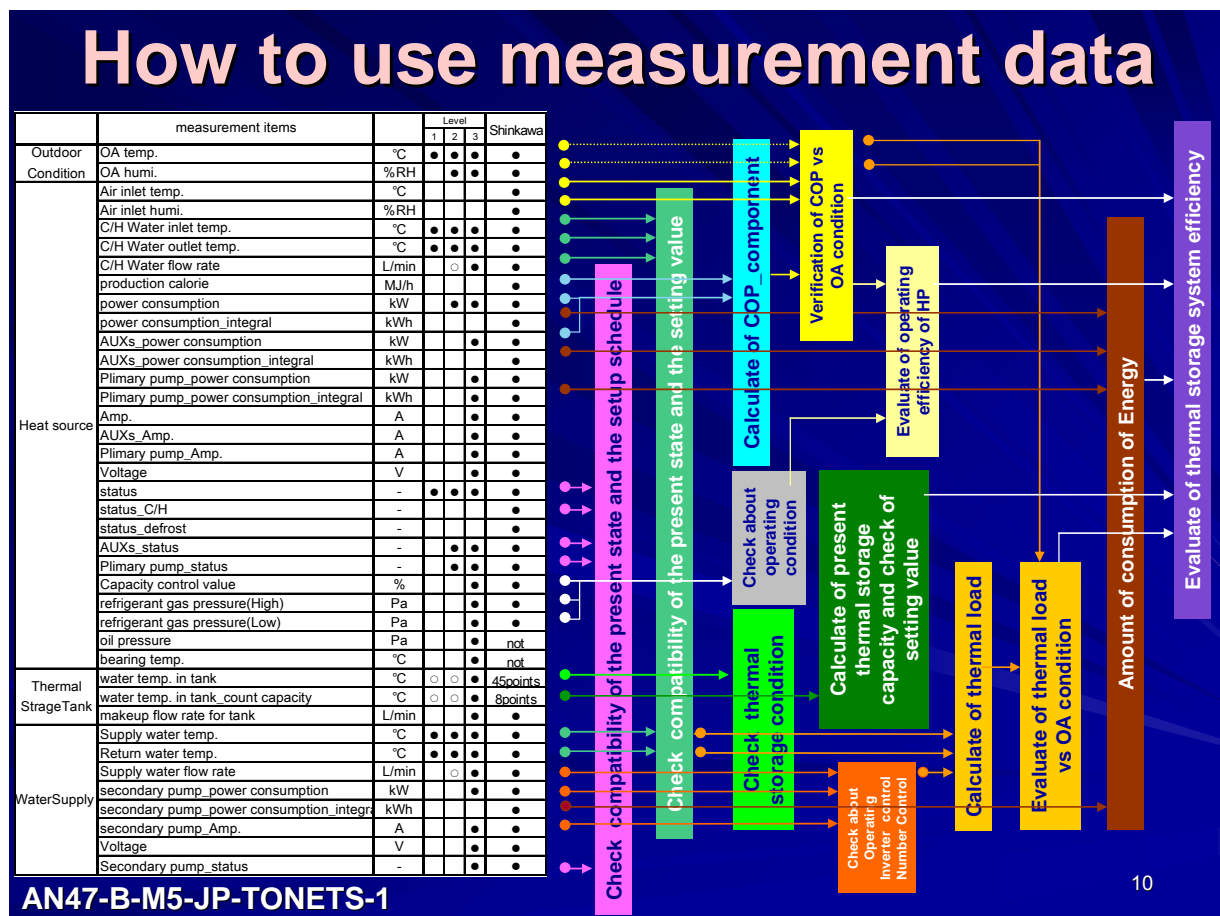 How to use measurement data
measurement items Level Shinkawa
1 2 3
Outdoor Condition OA temp. ℃ ● ● ● ●
OA humi. %RH ● ● ●
Heat source Air inlet temp. ℃ ●
Air inlet humi. %RH ●
C/H Water inlet temp. ℃ ● ● ● ●
C/H Water outlet temp. ℃ ● ● ● ●
C/H Water flow rate L/min ○ ● ●
production calorie MJ/h ●
power consumption kW ● ● ●
power consumption_integral kWh ●
AUXs_power consumption kW ● ●
AUXs_power consumption_integral kWh ●
Plimary pump_power consumption kW ● ●
Plimary pump_power consumption_integral kWh ● ●
Amp. A ● ●
AUXs_Amp. A ● ●
Plimary pump_Amp. A ● ●
Voltage V ● ●
status - ● ● ● ●
status_C/H - ●
status_defrost - ●
AUXs_status - ● ● ●
Plimary pump_status - ● ● ●
Capacity control value % ● ●
refrigerant gas pressure(High) Pa ● ●
refrigerant gas pressure(Low) Pa ● ●
oil pressure Pa ● not
bearing temp. ℃ ● not
Thermal StrageTank water temp. in tank ℃ ○ ○ ● 45points
water temp. in tank_count capacity ℃ ○ ○ ● 8points
makeup flow rate for tank L/min ● ●
WaterSupply Supply water temp. ℃ ● ● ● ●
Return water temp. ℃ ● ● ● ●
Supply water flow rate L/min ○ ● ●
secondary pump_power consumption kW ● ●
secondary pump_power consumption_integra kWh ●
secondary pump_Amp. A ● ●
Voltage V ● ●
Secondary pump_status - ● ●
Check compatibility of the present state and the setup schedule
Check compatibility of the present state and the setting value
Calculate of COP_compornent
Verification of COP vs
OA condition
Evaluate of operating
efficiency of HP
Check about
operating
condition
Calculate of present
thermal storage
capacity and check of
setting value
Check thermal
storage condition
Check about
Operating
Inverter control
Number Control
Calculate of thermal load
Evaluate of thermal load
vs OA condition
Amount of consumption of Energy
Evaluate of thermal storage system efficiency
AN47-B-M5-JP-TONETS-1
10